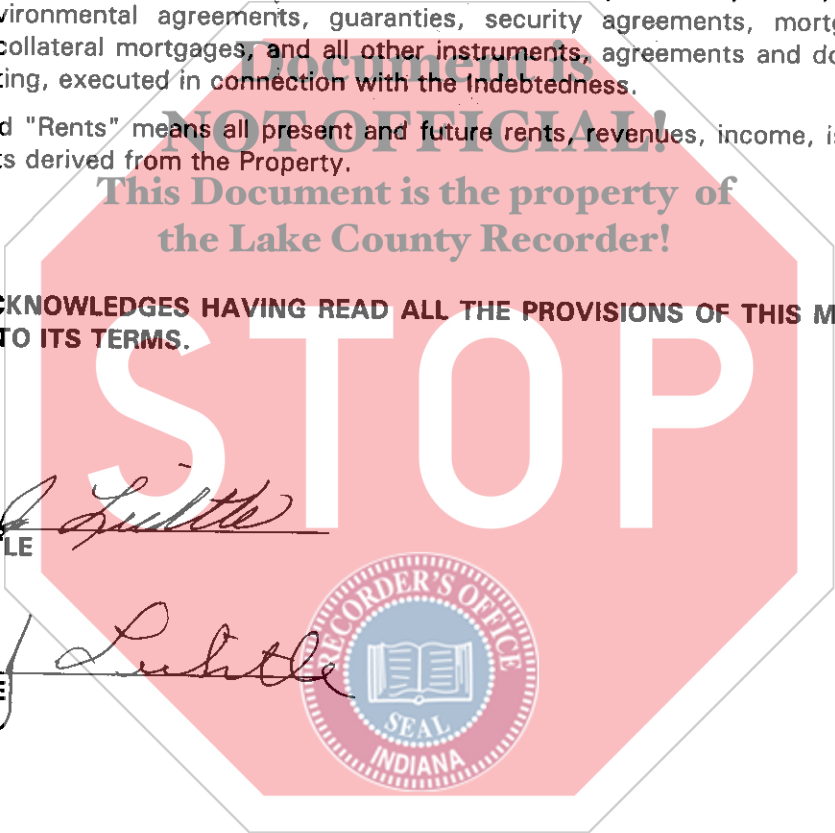 vironmental agreements, guaranties, security agreements, mortg
collateral mortgages, and all other instruments, agreements and do
ting, executed in connection with the Indebtedness.
Document is
d "Rents" means all present and future rents, revenues, income, is
NOT OFFICIAL!
ts derived from the Property.
This Document is the property of
the Lake County Recorder!
CKNOWLEDGES HAVING READ ALL THE PROVISIONS OF THIS M
TO ITS TERMS.
STOP
LE
RECORDER'S OFFICE
SEAL
INDIANA